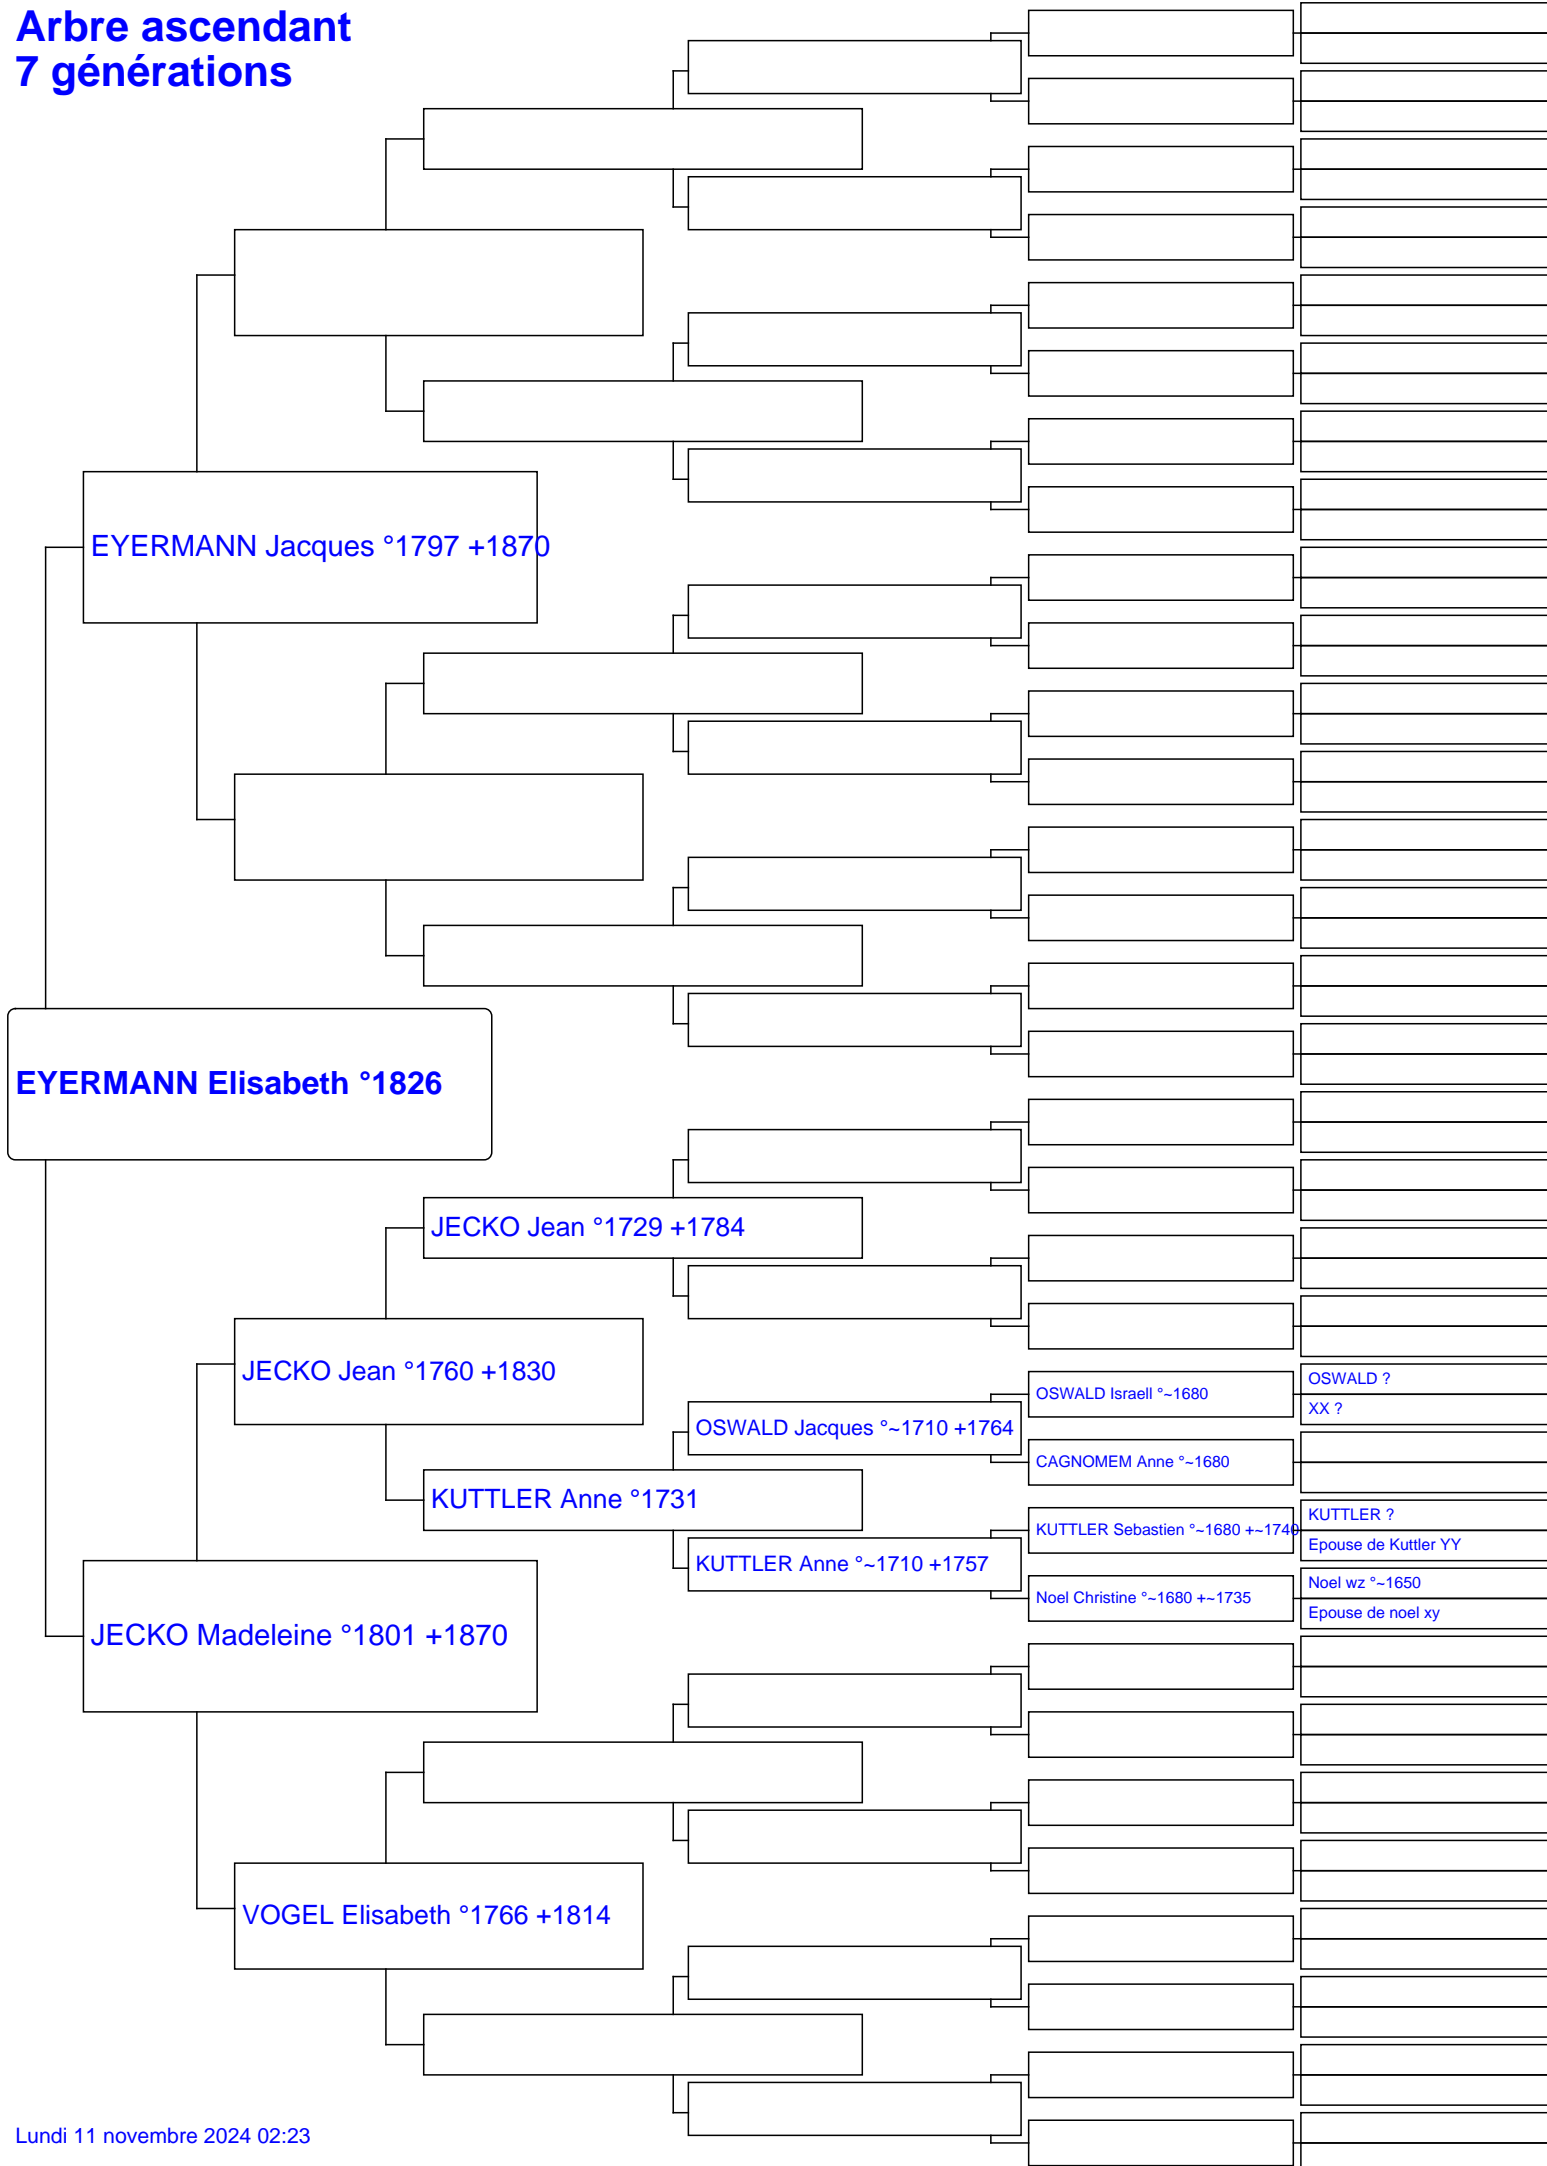 Arbre ascendant
7 générations
EYERMANN Jacques °1797 +1870
EYERMANN Elisabeth °1826
JECKO Jean °1729 +1784
JECKO Jean °1760 +1830
OSWALD ?
OSWALD Israell °~1680
XX ?
OSWALD Jacques °~1710 +1764
CAGNOMEM Anne °~1680
KUTTLER Anne °1731
KUTTLER ?
KUTTLER Sebastien °~1680 +~1740
Epouse de Kuttler YY
KUTTLER Anne °~1710 +1757
Noel wz °~1650
Noel Christine °~1680 +~1735
Epouse de noel xy
JECKO Madeleine °1801 +1870
VOGEL Elisabeth °1766 +1814
Lundi 11 novembre 2024 02:23